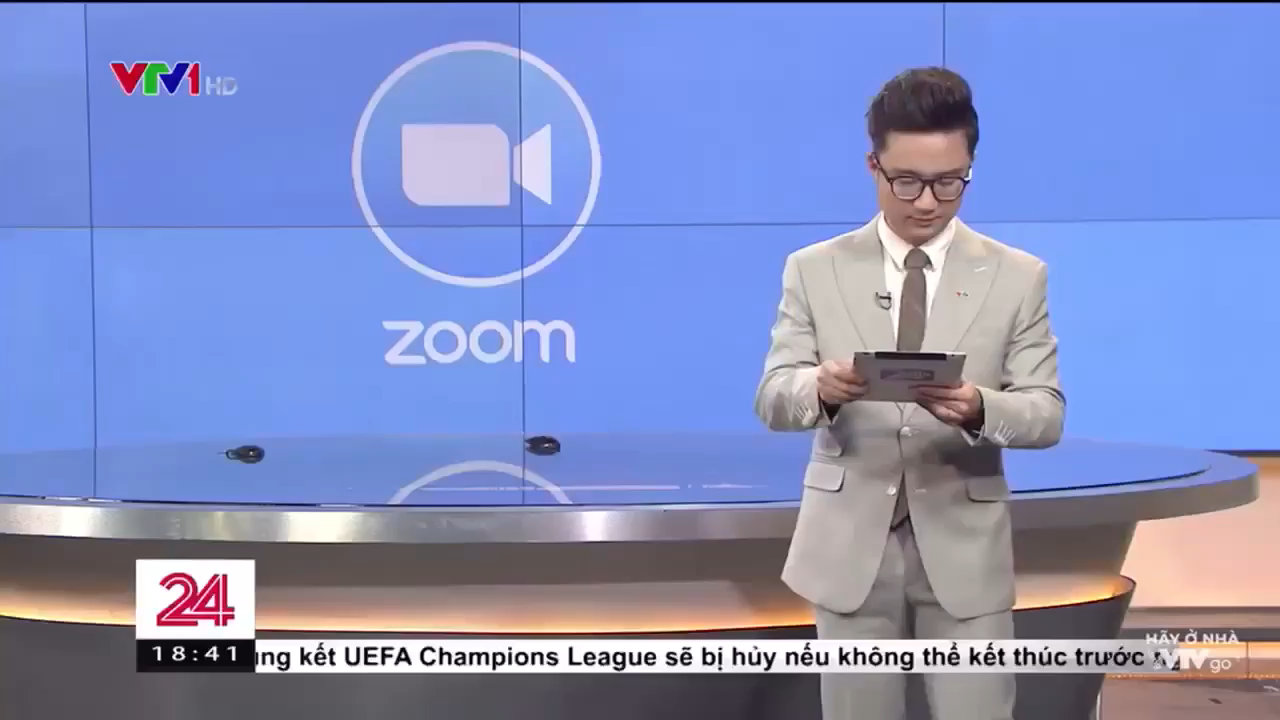 VTV1 HD
zoom
24
18:41
ung kết UEFA Champions League sẽ bị hủy nếu không thể kết thúc trước
HÃY Ở NHÀ
VTV go